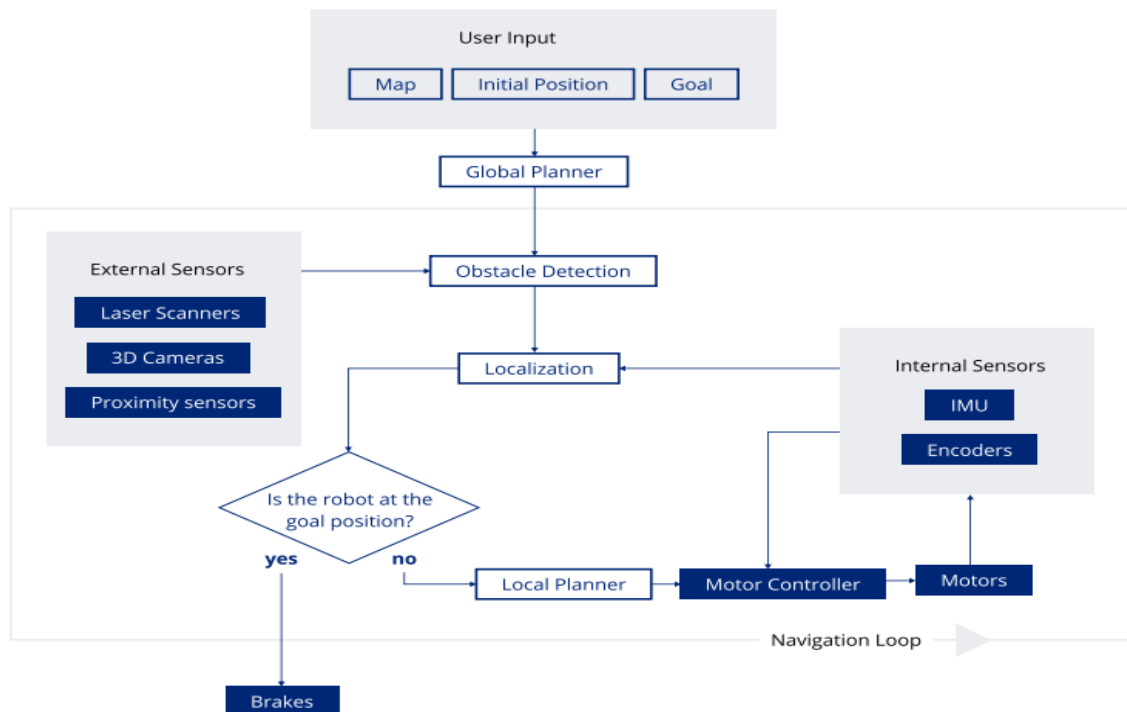 User Input
Map
Initial Position
Goal
Global Planner
External Sensors
Laser Scanners
3D Cameras
Proximity sensors
Obstacle Detection
Localization
Internal Sensors
IMU
Encoders
Is the robot at the
goal position?
yes
no
Local Planner
Motor Controller
Motors
Navigation Loop
Brakes